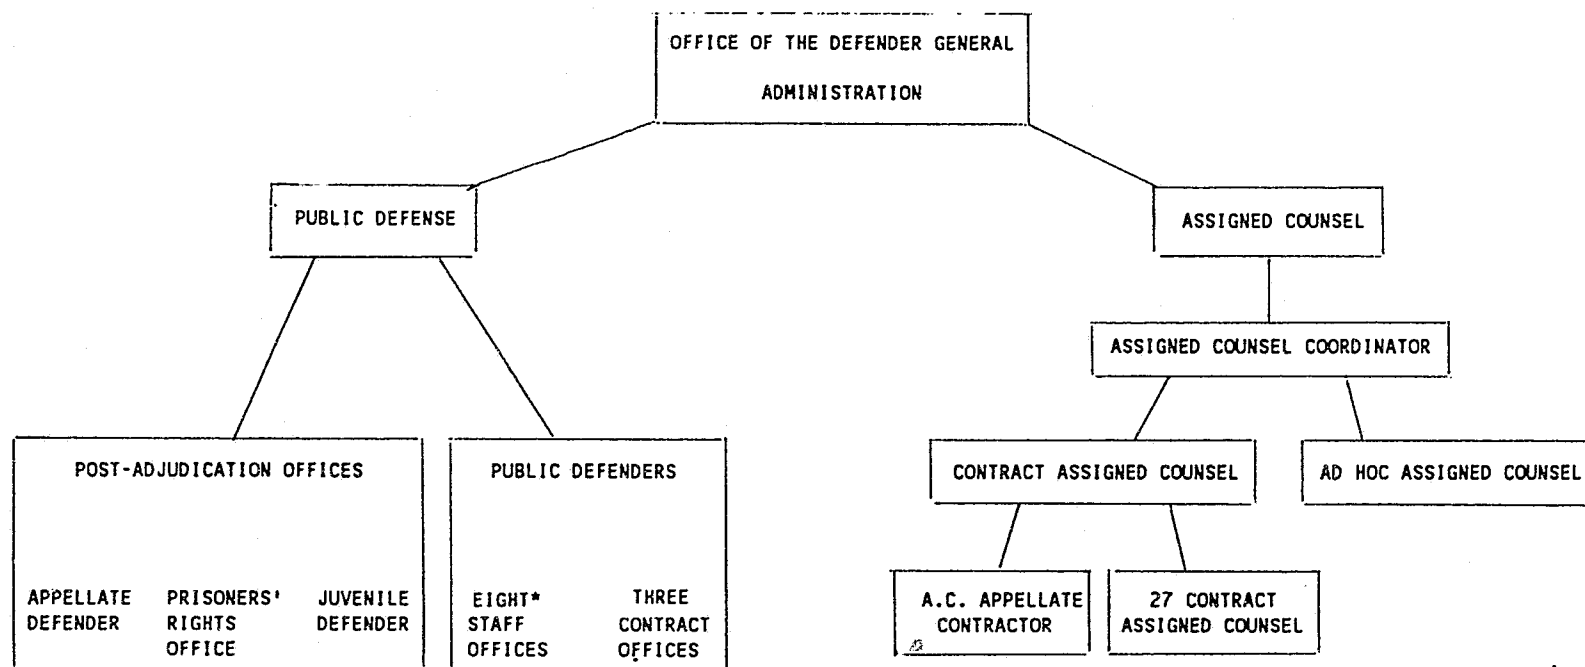 OFFICE OF THE DEFENDER GENERAL
ADMINISTRATION
PUBLIC DEFENSE
ASSIGNED COUNSEL
ASSIGNED COUNSEL COORDINATOR
POST-ADJUDICATION OFFICES
PUBLIC DEFENDERS
CONTRACT ASSIGNED COUNSEL
AD HOC ASSIGNED COUNSEL
APPELLATE
DEFENDER
PRISONERS'
RIGHTS
OFFICE
JUVENILE
DEFENDER
EIGHT*
STAFF
OFFICES
THREE
CONTRACT
OFFICES
A.C. APPELLATE
CONTRACTOR
27 CONTRACT
ASSIGNED COUNSEL